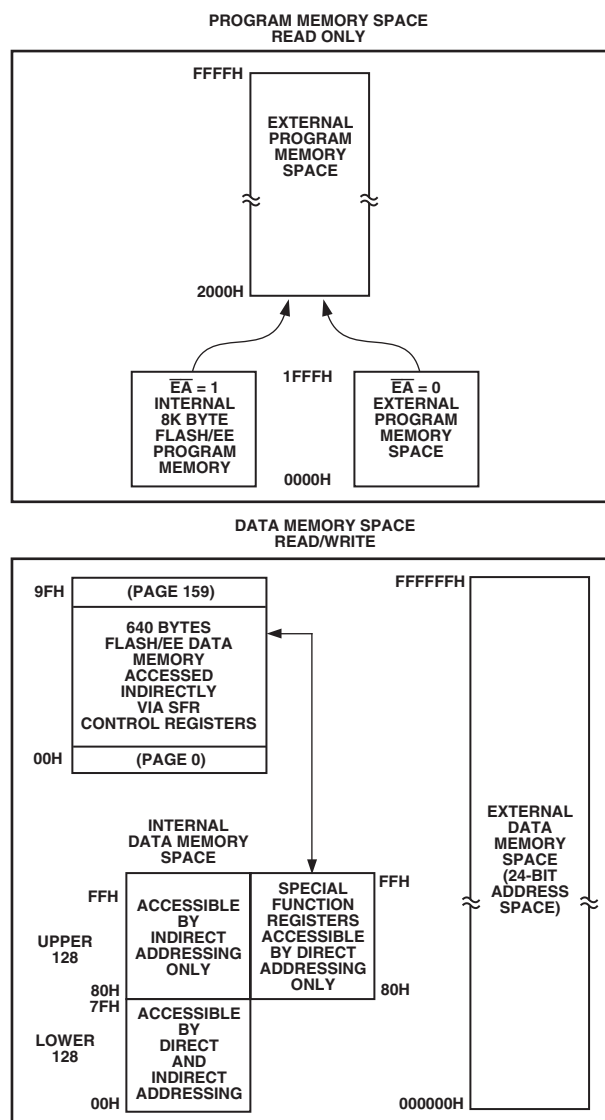 PROGRAM MEMORY SPACE
READ ONLY
FFFFH
EXTERNAL
PROGRAM
MEMORY
SPACE
2000H
EA = 1
INTERNAL
8K BYTE
FLASH/EE
PROGRAM
MEMORY
1FFFH
0000H
EA = 0
EXTERNAL
PROGRAM
MEMORY
SPACE
DATA MEMORY SPACE
READ/WRITE
9FH
(PAGE 159)
640 BYTES
FLASH/EE DATA
MEMORY
ACCESSED
INDIRECTLY
VIA SFR
CONTROL REGISTERS
00H
(PAGE 0)
INTERNAL
DATA MEMORY
SPACE
FFH
UPPER
128
80H
ACCESSIBLE
BY
INDIRECT
ADDRESSING
ONLY
SPECIAL
FUNCTION
REGISTERS
ACCESSIBLE
BY DIRECT
ADDRESSING
ONLY
FFH
80H
7FH
LOWER
128
00H
ACCESSIBLE
BY
DIRECT
AND
INDIRECT
ADDRESSING
FFFFFFH
EXTERNAL
DATA
MEMORY
SPACE
(24-BIT
ADDRESS
SPACE)
000000H